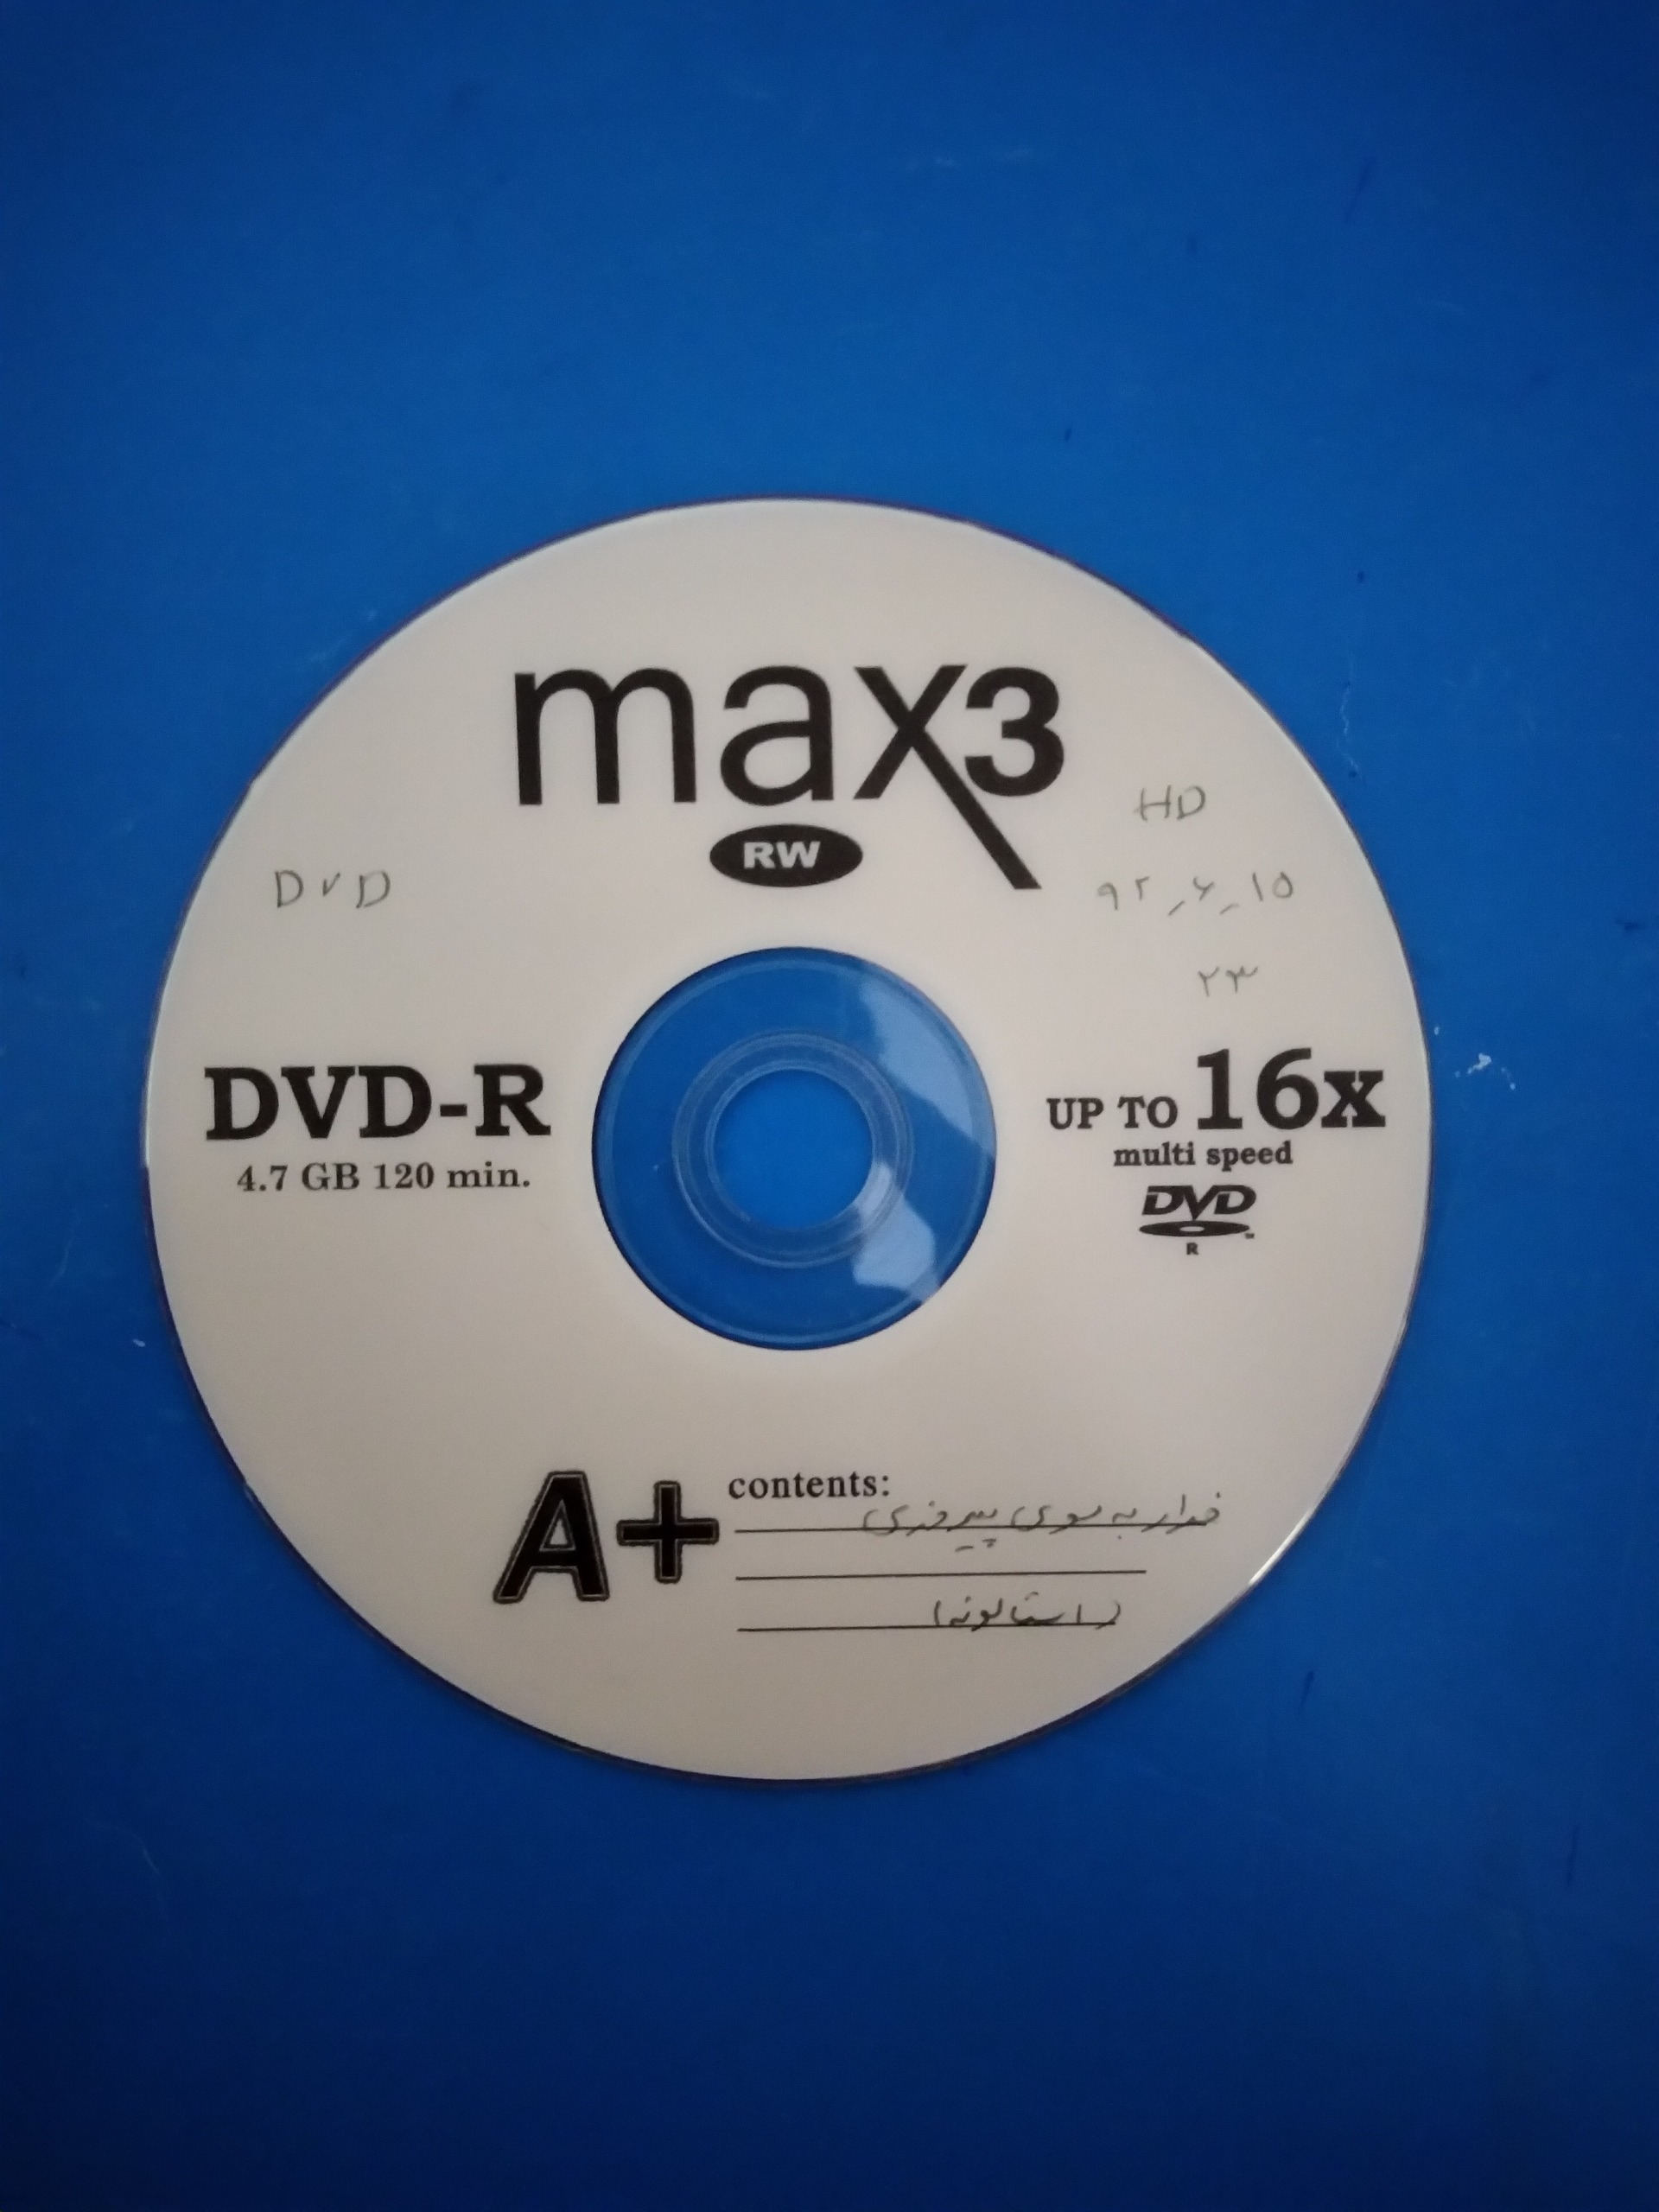 max3
RW
HD
DVD
۹۲_۶_۱۵
۲۳
DVD-R
4.7 GB 120 min.
UP TO 16x
multi speed
DVD
R
A+
contents:
فرار به سوی پیروزی
(استالونه)